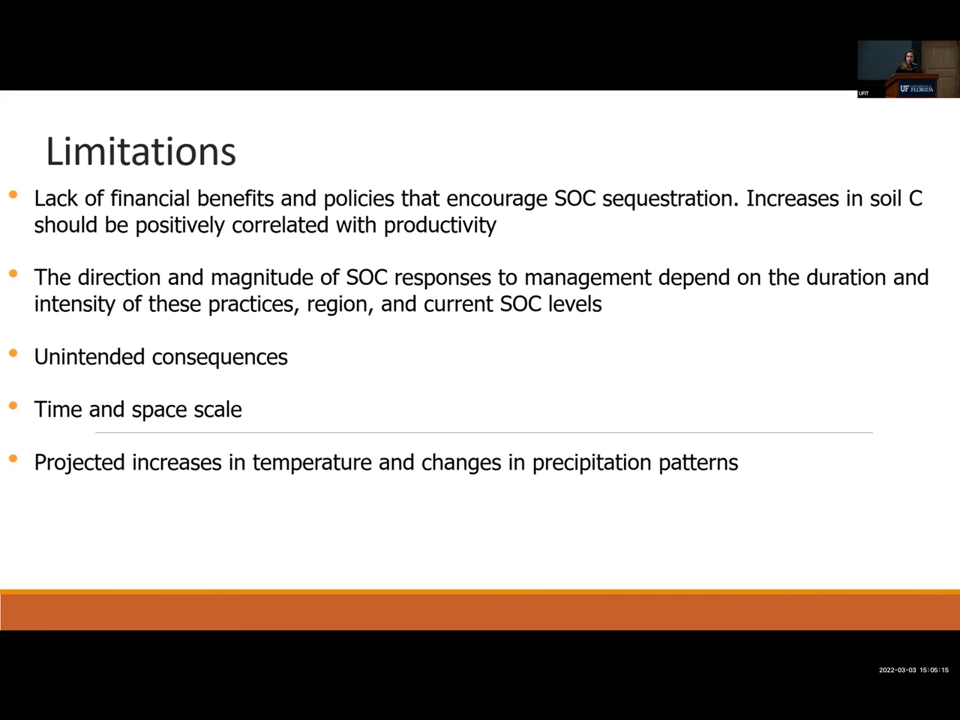 UF
FLORIDA
UFIT
Limitations
• Lack of financial benefits and policies that encourage SOC sequestration. Increases in soil C
should be positively correlated with productivity
• The direction and magnitude of SOC responses to management depend on the duration and
intensity of these practices, region, and current SOC levels
• Unintended consequences
• Time and space scale
• Projected increases in temperature and changes in precipitation patterns
2022-03-03 15:05:15